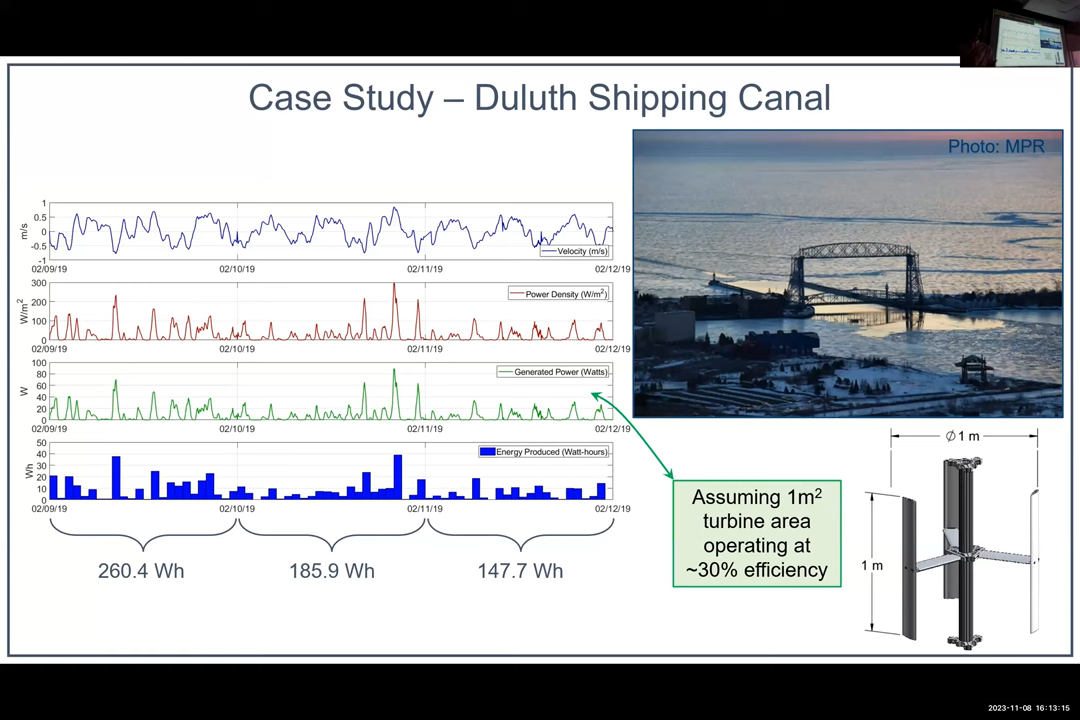 Case Study – Duluth Shipping Canal
Photo: MPR
m/s
1
0.5
0
-0.5
-1
Velocity (m/s)
02/09/19
02/10/19
02/11/19
02/12/19
W/m²
300
200
100
0
Power Density (W/m²)
02/09/19
02/10/19
02/11/19
02/12/19
W
100
80
60
40
20
0
Generated Power (Watts)
02/09/19
02/10/19
02/11/19
02/12/19
Wh
50
40
30
20
10
0
Energy Produced (Watt-hours)
02/09/19
02/10/19
02/11/19
02/12/19
260.4 Wh
185.9 Wh
147.7 Wh
Assuming 1m²
turbine area
operating at
~30% efficiency
Ø 1 m
1 m
2023-11-08 16:13:15